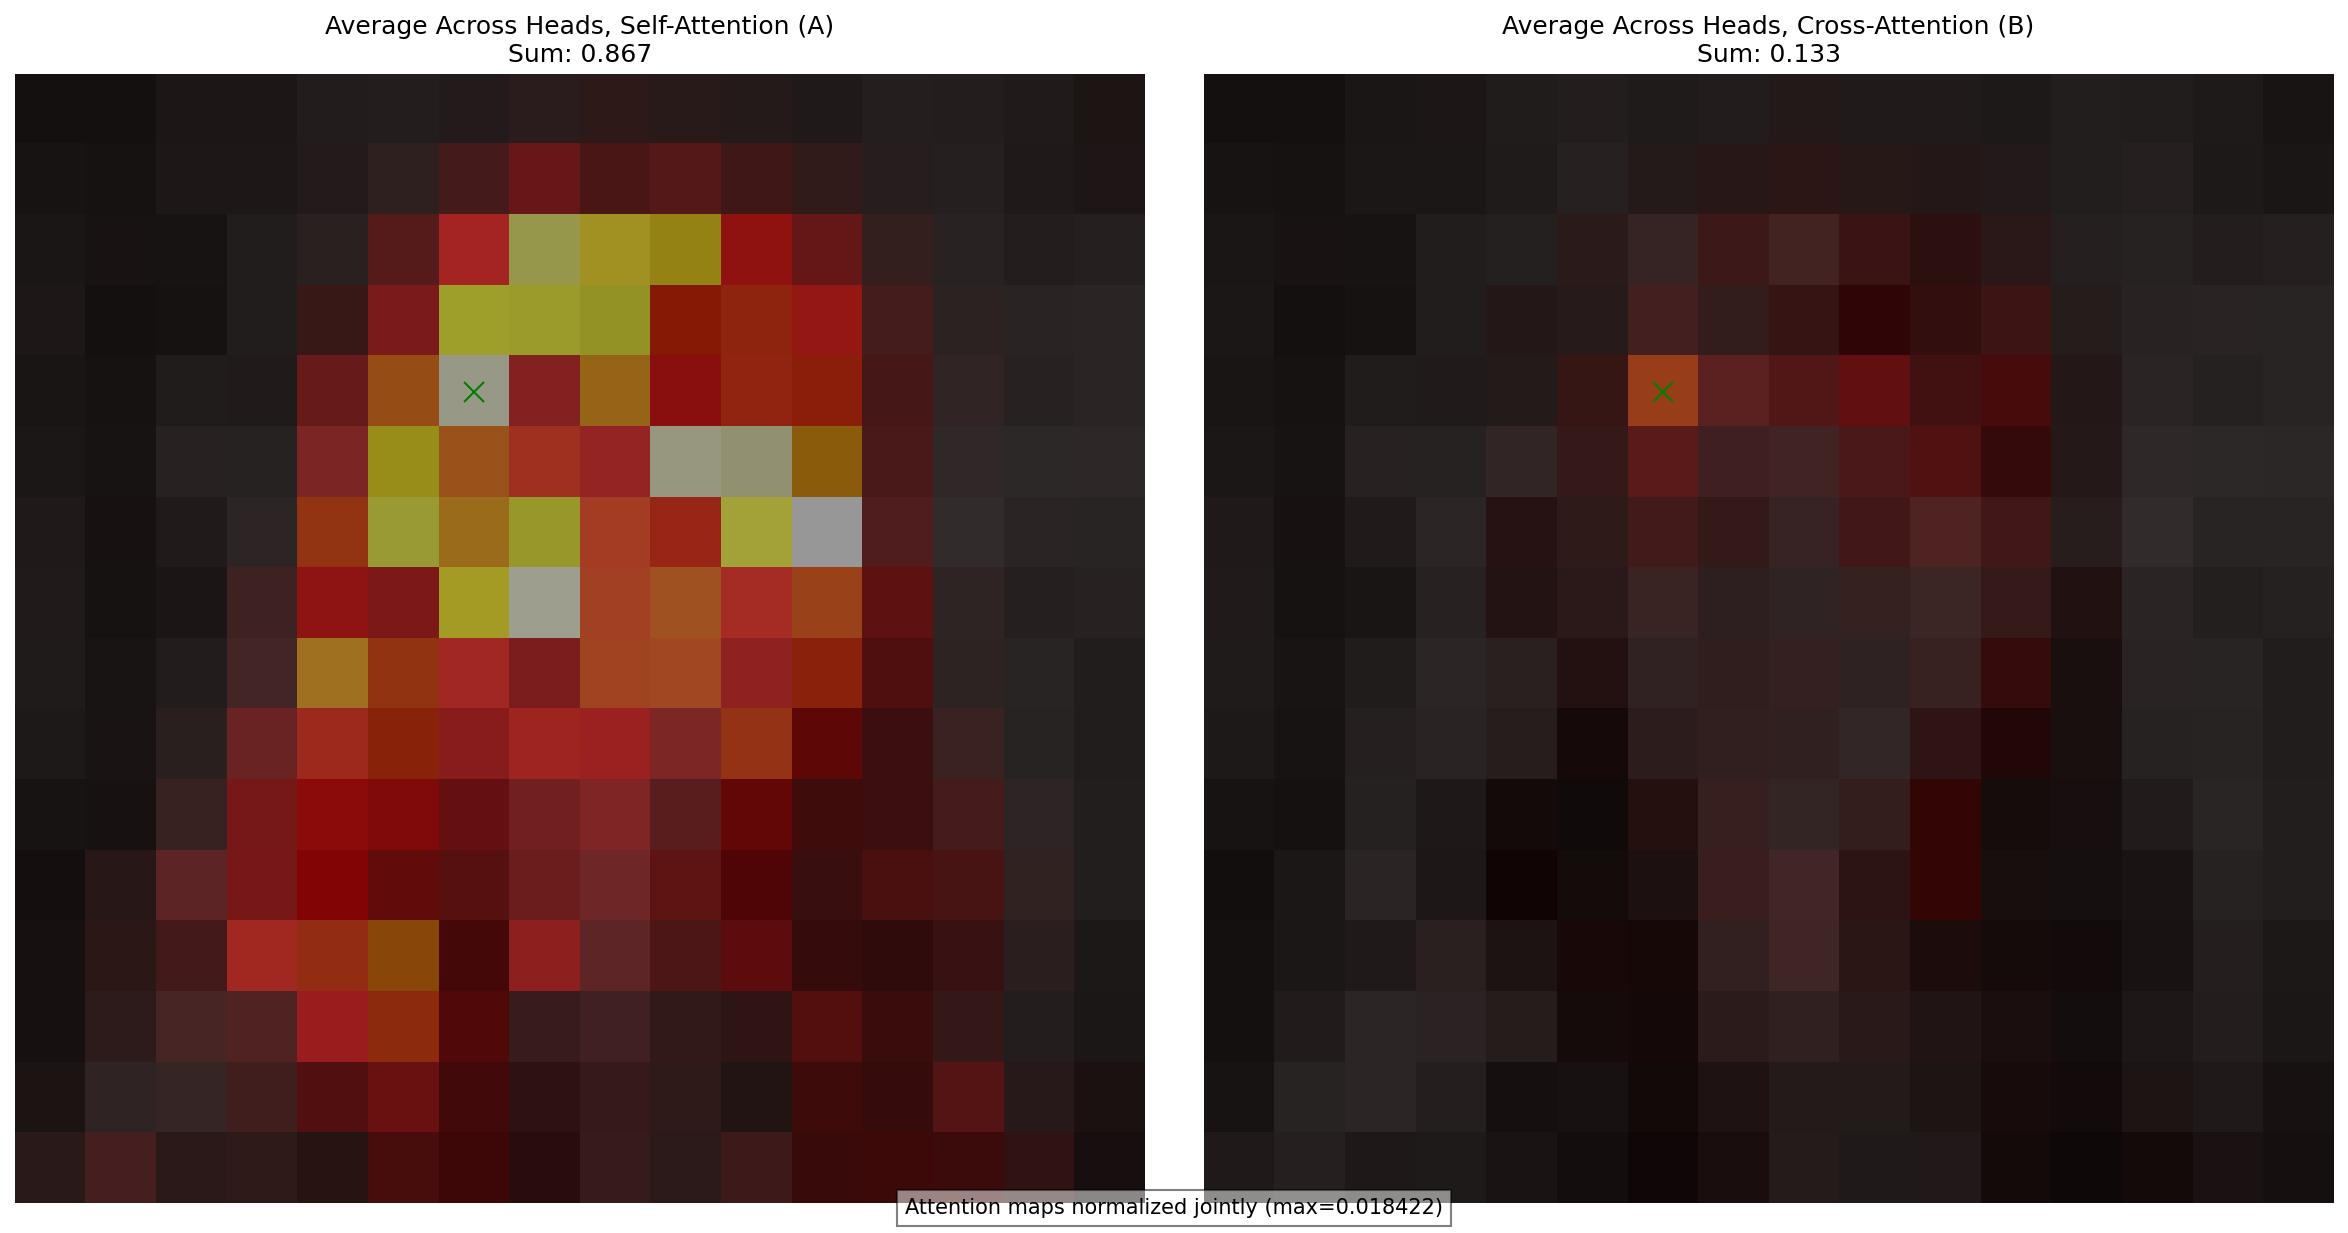 Average Across Heads, Self-Attention (A)
Sum: 0.867
Average Across Heads, Cross-Attention (B)
Sum: 0.133
Attention maps normalized jointly (max=0.018422)